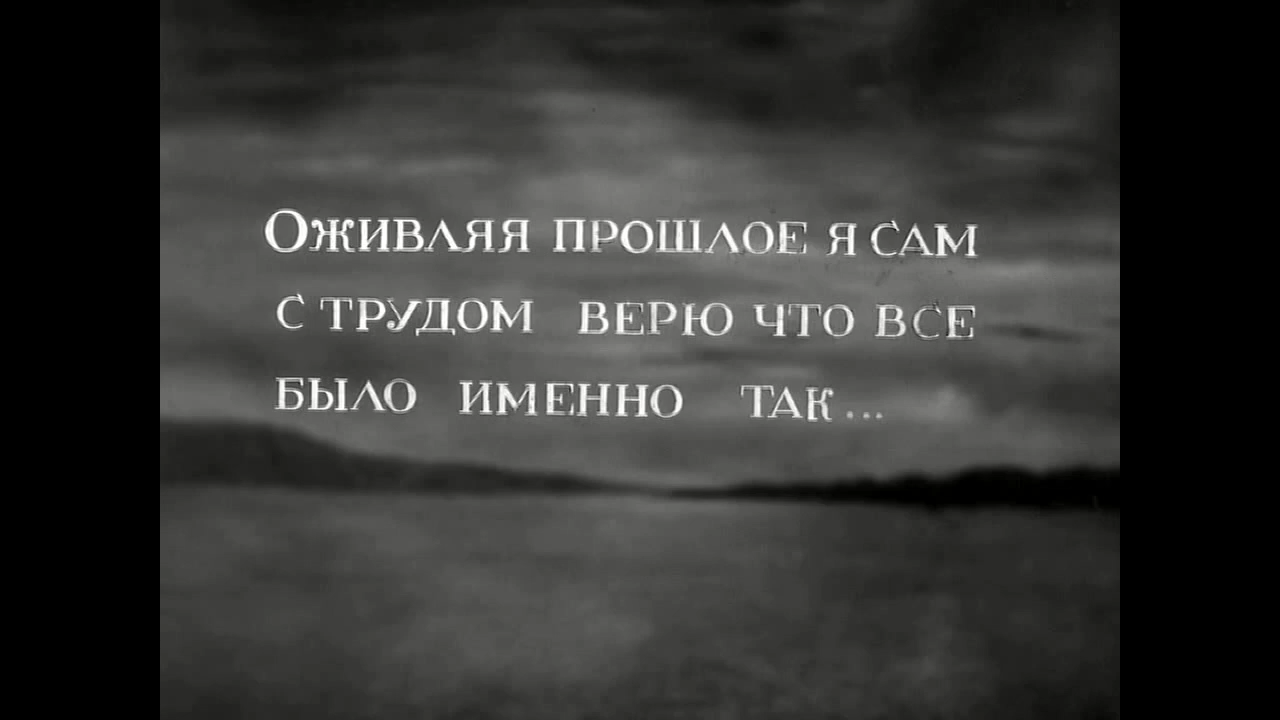 ОЖИВЛЯЯ ПРОШЛОЕ Я САМ
С ТРУДОМ ВЕРЮ ЧТО ВСЕ
БЫЛО ИМЕННО ТАК...